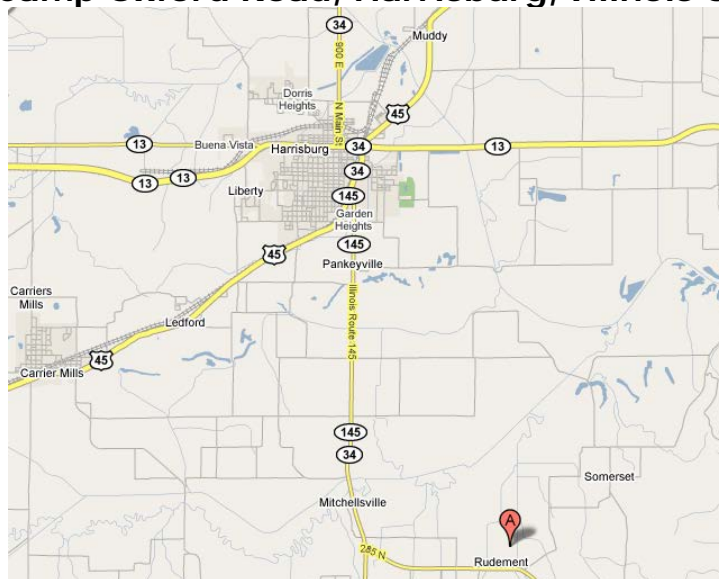 Camp Oxford Road, Harrisburg, Illinois
34
Muddy
900 E
N Main St
Dorris
Heights
45
13
Buena Vista
Harrisburg
34
13
13
13
34
Liberty
145
Garden
Heights
45
145
Pankeyville
Illinois Route 145
Carriers
Mills
Ledford
45
Carrier Mills
145
34
Somerset
Mitchellsville
A
285 N
Rudement